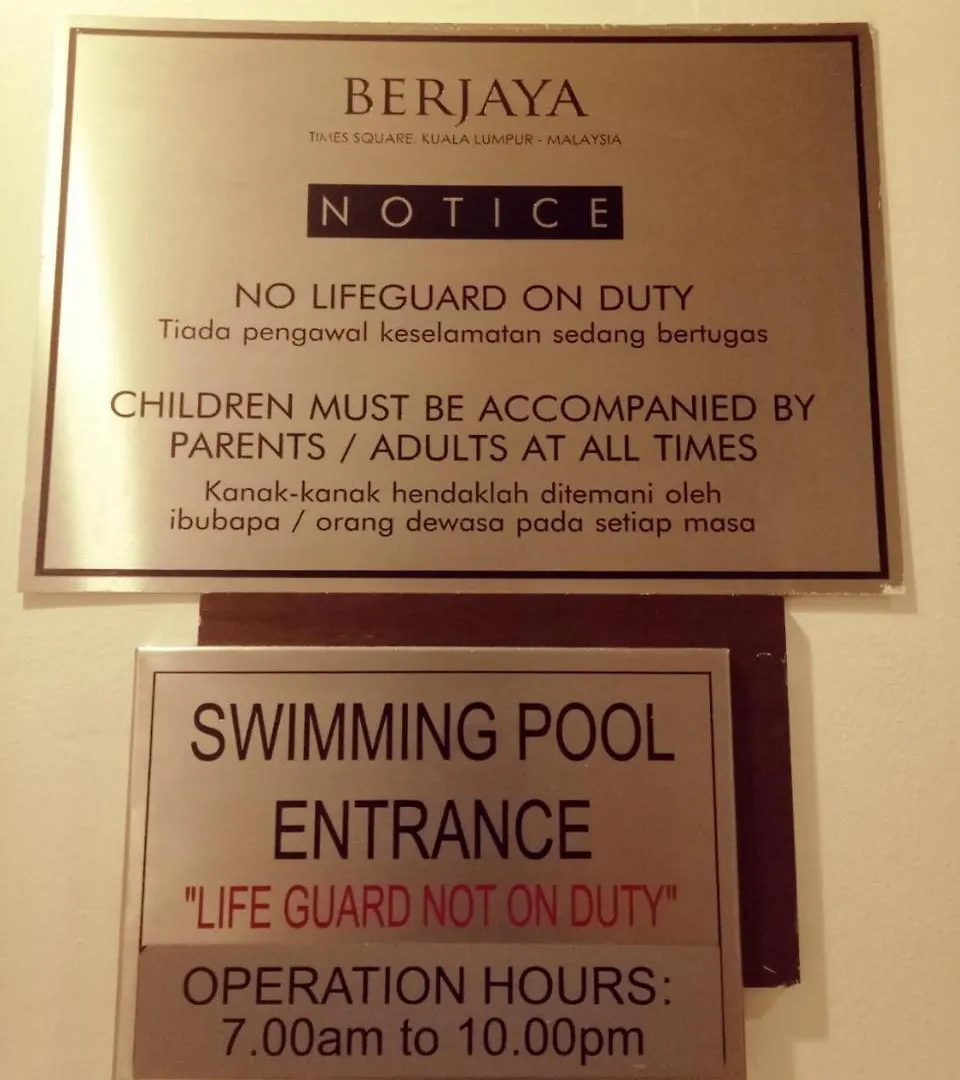 BERJAYA
TIMES SQUARE, KUALA LUMPUR - MALAYSIA
NOTICE
NO LIFEGUARD ON DUTY
Tiada pengawal keselamatan sedang bertugas
CHILDREN MUST BE ACCOMPANIED BY
PARENTS / ADULTS AT ALL TIMES
Kanak-kanak hendaklah ditemani oleh
ibubapa / orang dewasa pada setiap masa
SWIMMING POOL
ENTRANCE
"LIFE GUARD NOT ON DUTY"
OPERATION HOURS:
7.00am to 10.00pm